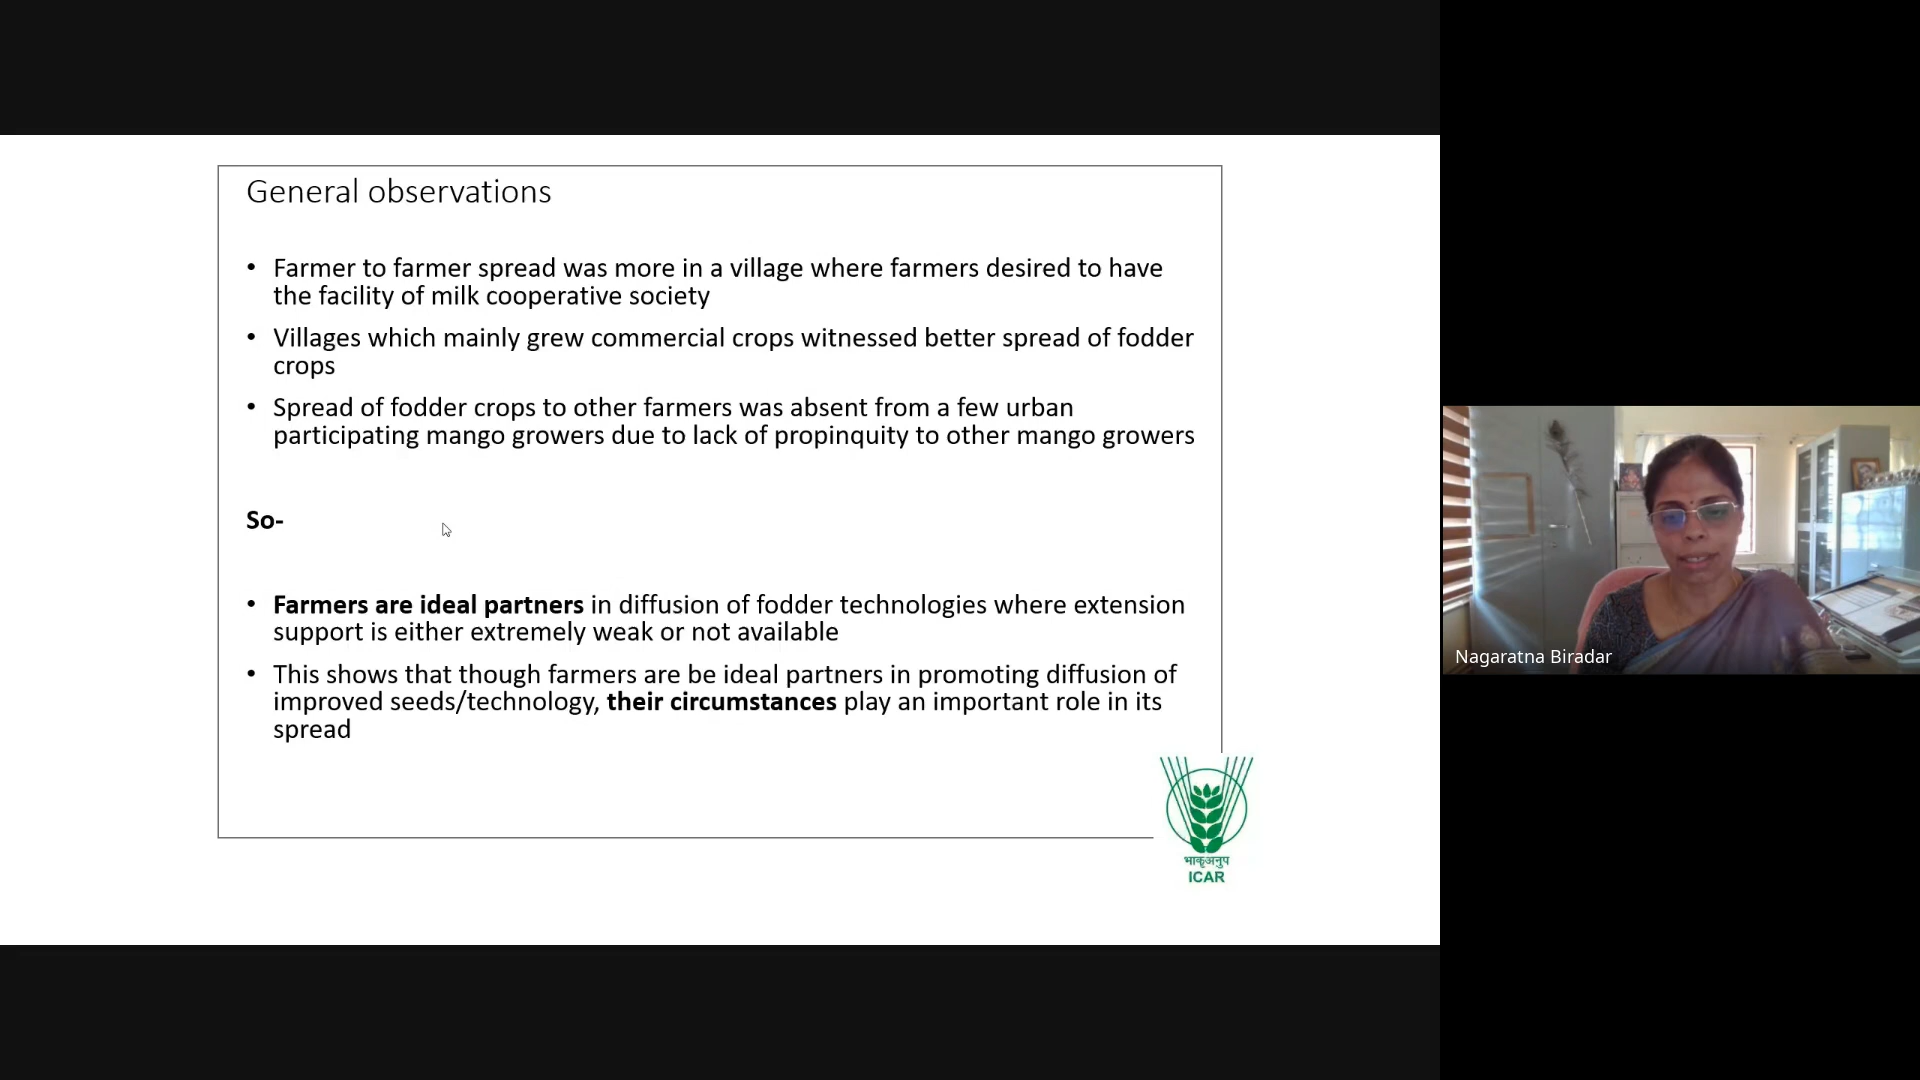 General observations
• Farmer to farmer spread was more in a village where farmers desired to have
the facility of milk cooperative society
• Villages which mainly grew commercial crops witnessed better spread of fodder
crops
• Spread of fodder crops to other farmers was absent from a few urban
participating mango growers due to lack of propinquity to other mango growers
So-
• Farmers are ideal partners in diffusion of fodder technologies where extension
support is either extremely weak or not available
• This shows that though farmers are be ideal partners in promoting diffusion of
improved seeds/technology, their circumstances play an important role in its
spread
भाकृअनुप
ICAR
Nagaratna Biradar